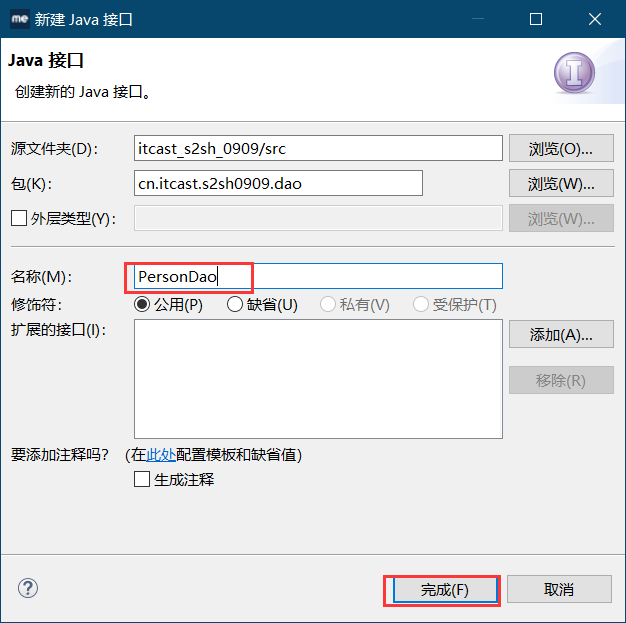 me 新建 Java 接口
Java 接口
创建新的 Java 接口。
I
源文件夹(D): itcast_s2sh_0909/src 浏览(O)...
包(K): cn.itcast.s2sh0909.dao 浏览(W)...
外层类型(Y): 浏览(W)...
名称(M): PersonDao
修饰符: 公用(P) 缺省(U) 私有(V) 受保护(T)
扩展的接口(I): 添加(A)...
移除(R)
要添加注释吗? (在此处配置模板和缺省值)
生成注释
? 完成(F) 取消